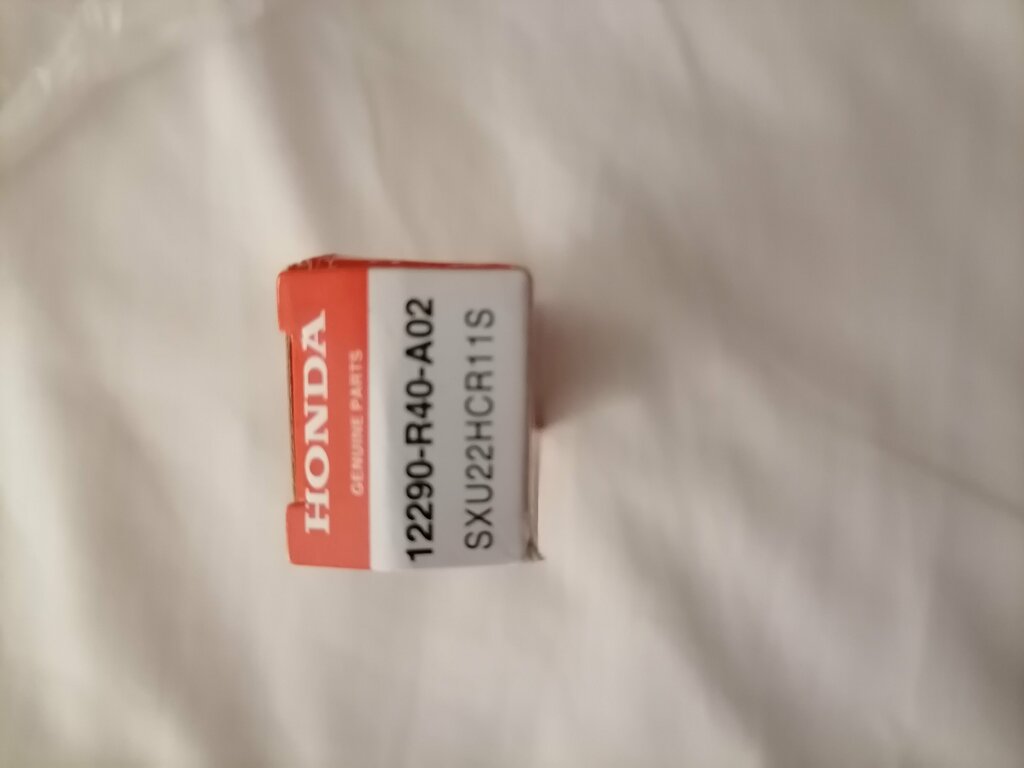 HONDA
GENUINE PARTS
12290-R40-A02
SXU22HCR11S